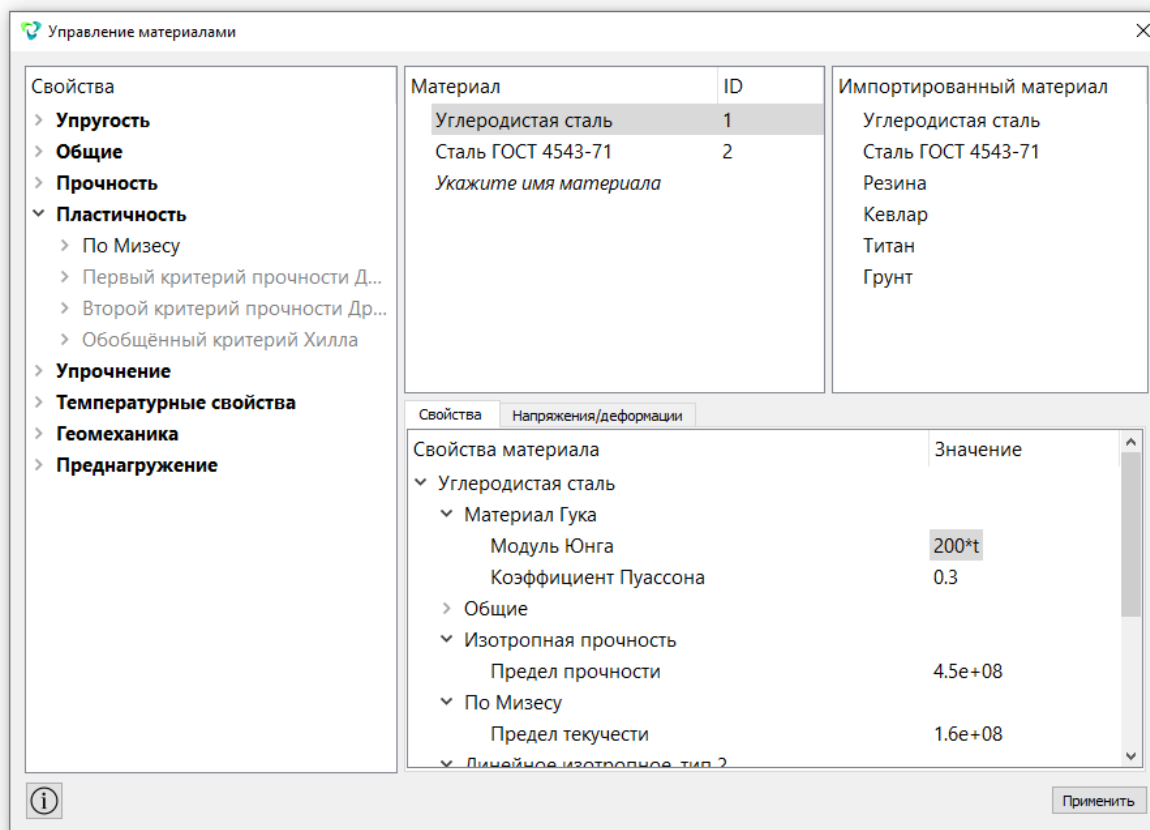 Управление материалами
Свойства
Упругость
Общие
Прочность
Пластичность
По Мизесу
Первый критерий прочности Д...
Второй критерий прочности Др...
Обобщённый критерий Хилла
Упрочнение
Температурные свойства
Геомеханика
Преднагружение
Материал ID
Углеродистая сталь 1
Сталь ГОСТ 4543-71 2
Укажите имя материала
Импортированный материал
Углеродистая сталь
Сталь ГОСТ 4543-71
Резина
Кевлар
Титан
Грунт
Свойства Напряжения/деформации
Свойства материала Значение
Углеродистая сталь
Материал Гука
Модуль Юнга 200*t
Коэффициент Пуассона 0.3
Общие
Изотропная прочность
Предел прочности 4.5e+08
По Мизесу
Предел текучести 1.6e+08
Линейное изотропное, тип 2
Применить